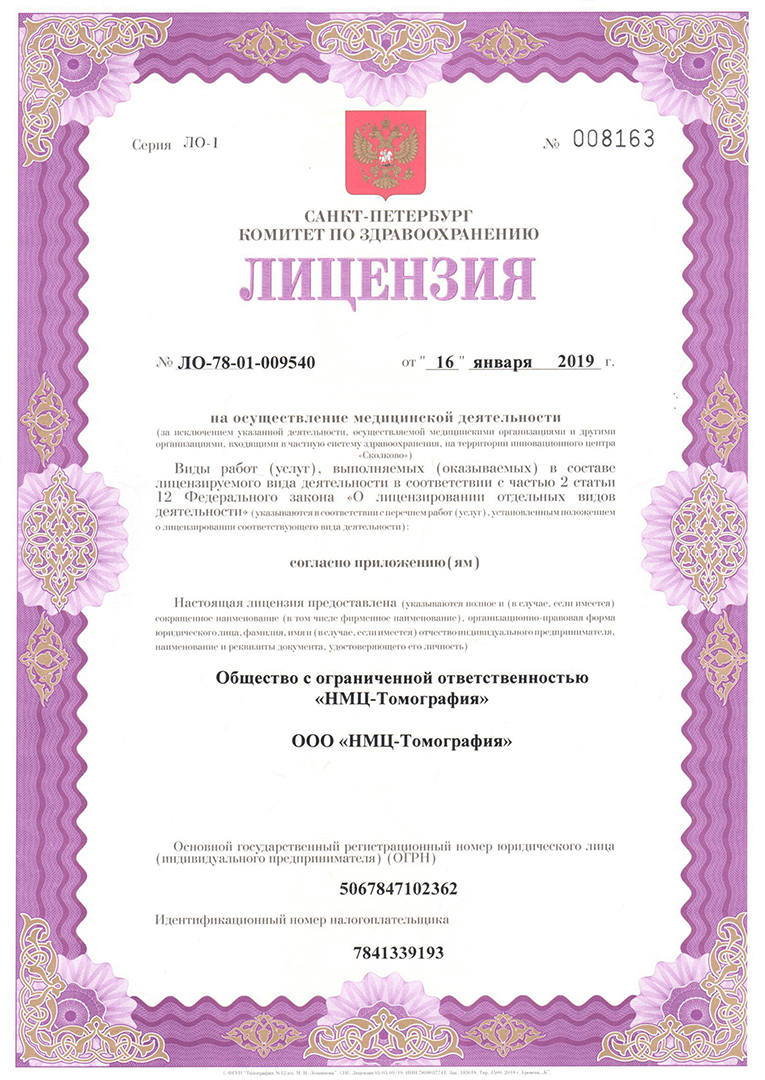 Серия ЛО-1 № 008163
САНКТ-ПЕТЕРБУРГ
КОМИТЕТ ПО ЗДРАВООХРАНЕНИЮ
ЛИЦЕНЗИЯ
№ ЛО-78-01-009540 от " 16 " января 2019 г.
на осуществление медицинской деятельности
(за исключением указанной деятельности, осуществляемой медицинскими организациями и другими
организациями, входящими в частную систему здравоохранения, на территории инновационного центра
«Сколково»)
Виды работ (услуг), выполняемых (оказываемых) в составе
лицензируемого вида деятельности в соответствии с частью 2 статьи
12 Федерального закона «О лицензировании отдельных видов
деятельности» (указываются в соответствии с перечнем работ (услуг), установленным положением
о лицензировании соответствующего вида деятельности):
согласно приложению(ям)
Настоящая лицензия предоставлена (указываются полное и (в случае, если имеется)
сокращенное наименование (в том числе фирменное наименование), организационно-правовая форма
юридического лица, фамилия, имя и (в случае, если имеется) отчество индивидуального предпринимателя,
наименование и реквизиты документа, удостоверяющего его личность)
Общество с ограниченной ответственностью
«НМЦ-Томография»
ООО «НМЦ-Томография»
Основной государственный регистрационный номер юридического лица
(индивидуального предпринимателя) (ОГРН)
5067847102362
Идентификационный номер налогоплательщика
7841339193